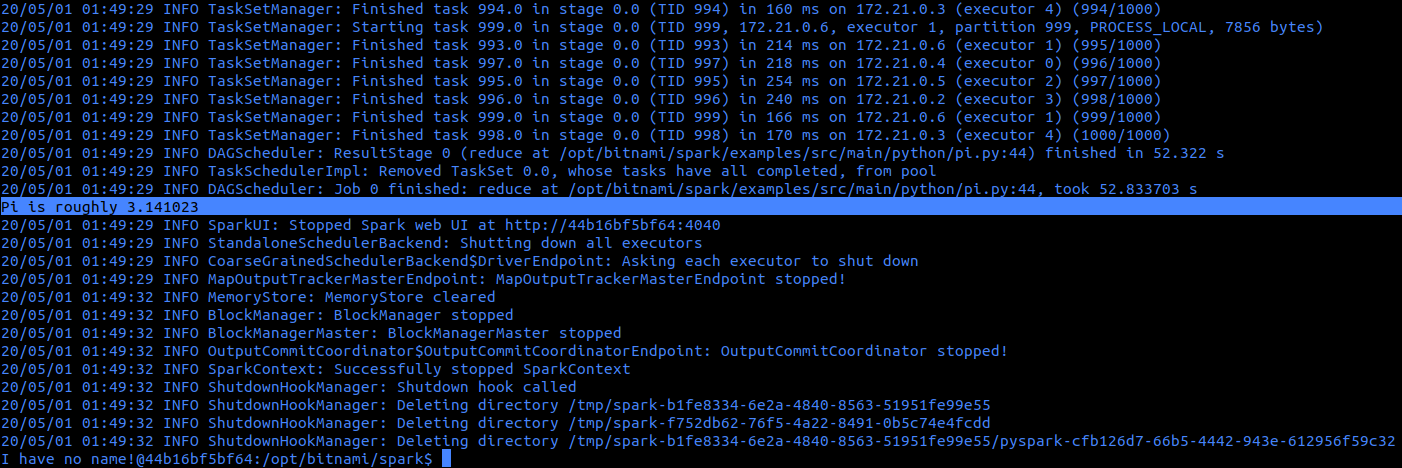 20/05/01 01:49:29 INFO TaskSetManager: Finished task 994.0 in stage 0.0 (TID 994) in 160 ms on 172.21.0.3 (executor 4) (994/1000)
20/05/01 01:49:29 INFO TaskSetManager: Starting task 999.0 in stage 0.0 (TID 999, 172.21.0.6, executor 1, partition 999, PROCESS_LOCAL, 7856 bytes)
20/05/01 01:49:29 INFO TaskSetManager: Finished task 993.0 in stage 0.0 (TID 993) in 214 ms on 172.21.0.6 (executor 1) (995/1000)
20/05/01 01:49:29 INFO TaskSetManager: Finished task 997.0 in stage 0.0 (TID 997) in 218 ms on 172.21.0.4 (executor 0) (996/1000)
20/05/01 01:49:29 INFO TaskSetManager: Finished task 995.0 in stage 0.0 (TID 995) in 254 ms on 172.21.0.5 (executor 2) (997/1000)
20/05/01 01:49:29 INFO TaskSetManager: Finished task 996.0 in stage 0.0 (TID 996) in 240 ms on 172.21.0.2 (executor 3) (998/1000)
20/05/01 01:49:29 INFO TaskSetManager: Finished task 999.0 in stage 0.0 (TID 999) in 166 ms on 172.21.0.6 (executor 1) (999/1000)
20/05/01 01:49:29 INFO TaskSetManager: Finished task 998.0 in stage 0.0 (TID 998) in 170 ms on 172.21.0.3 (executor 4) (1000/1000)
20/05/01 01:49:29 INFO DAGScheduler: ResultStage 0 (reduce at /opt/bitnami/spark/examples/src/main/python/pi.py:44) finished in 52.322 s
20/05/01 01:49:29 INFO TaskSchedulerImpl: Removed TaskSet 0.0, whose tasks have all completed, from pool
20/05/01 01:49:29 INFO DAGScheduler: Job 0 finished: reduce at /opt/bitnami/spark/examples/src/main/python/pi.py:44, took 52.833703 s
Pi is roughly 3.141023
20/05/01 01:49:29 INFO SparkUI: Stopped Spark web UI at http://44b16bf5bf64:4040
20/05/01 01:49:29 INFO StandaloneSchedulerBackend: Shutting down all executors
20/05/01 01:49:29 INFO CoarseGrainedSchedulerBackend$DriverEndpoint: Asking each executor to shut down
20/05/01 01:49:29 INFO MapOutputTrackerMasterEndpoint: MapOutputTrackerMasterEndpoint stopped!
20/05/01 01:49:32 INFO MemoryStore: MemoryStore cleared
20/05/01 01:49:32 INFO BlockManager: BlockManager stopped
20/05/01 01:49:32 INFO BlockManagerMaster: BlockManagerMaster stopped
20/05/01 01:49:32 INFO OutputCommitCoordinator$OutputCommitCoordinatorEndpoint: OutputCommitCoordinator stopped!
20/05/01 01:49:32 INFO SparkContext: Successfully stopped SparkContext
20/05/01 01:49:32 INFO ShutdownHookManager: Shutdown hook called
20/05/01 01:49:32 INFO ShutdownHookManager: Deleting directory /tmp/spark-b1fe8334-6e2a-4840-8563-51951fe99e55
20/05/01 01:49:32 INFO ShutdownHookManager: Deleting directory /tmp/spark-f752db62-76f5-4a22-8491-0b5c74e4fcdd
20/05/01 01:49:32 INFO ShutdownHookManager: Deleting directory /tmp/spark-b1fe8334-6e2a-4840-8563-51951fe99e55/pyspark-cfb126d7-66b5-4442-943e-612956f59c32
I have no name!@44b16bf5bf64:/opt/bitnami/spark$